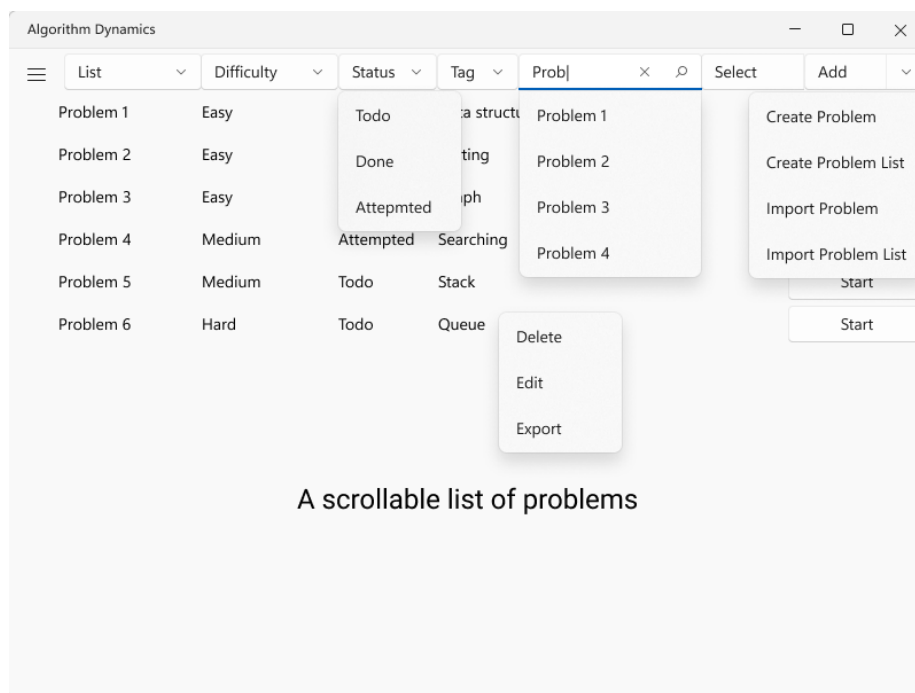 Algorithm Dynamics
List Difficulty Status Tag Prob Select Add
Problem 1 Easy
Problem 2 Easy
Problem 3 Easy
Problem 4 Medium Attempted Searching
Problem 5 Medium Todo Stack Start
Problem 6 Hard Todo Queue Start
Todo
Done
Attepmted
Problem 1
Problem 2
Problem 3
Problem 4
Create Problem
Create Problem List
Import Problem
Import Problem List
Delete
Edit
Export
A scrollable list of problems